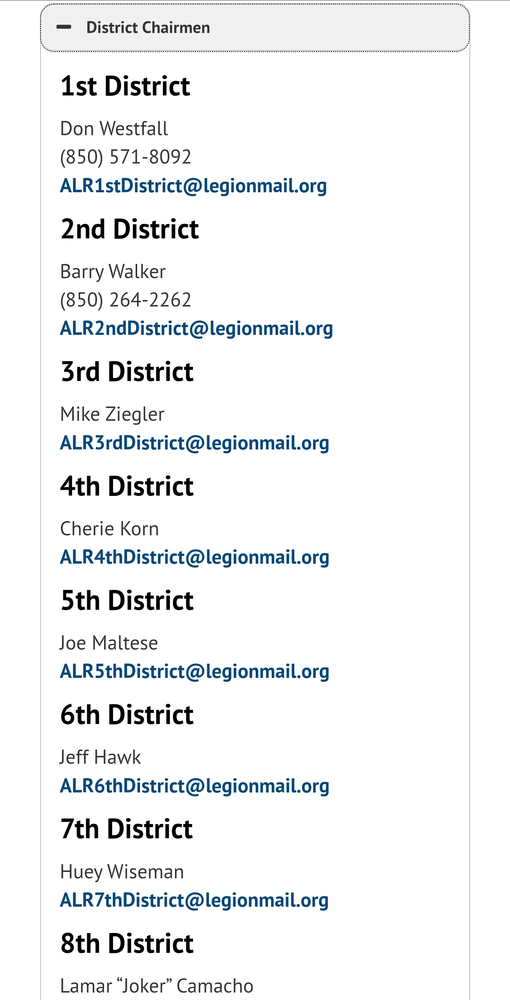 District Chairmen
1st District
Don Westfall
(850) 571-8092
ALR1stDistrict@legionmail.org
2nd District
Barry Walker
(850) 264-2262
ALR2ndDistrict@legionmail.org
3rd District
Mike Ziegler
ALR3rdDistrict@legionmail.org
4th District
Cherie Korn
ALR4thDistrict@legionmail.org
5th District
Joe Maltese
ALR5thDistrict@legionmail.org
6th District
Jeff Hawk
ALR6thDistrict@legionmail.org
7th District
Huey Wiseman
ALR7thDistrict@legionmail.org
8th District
Lamar “Joker” Camacho